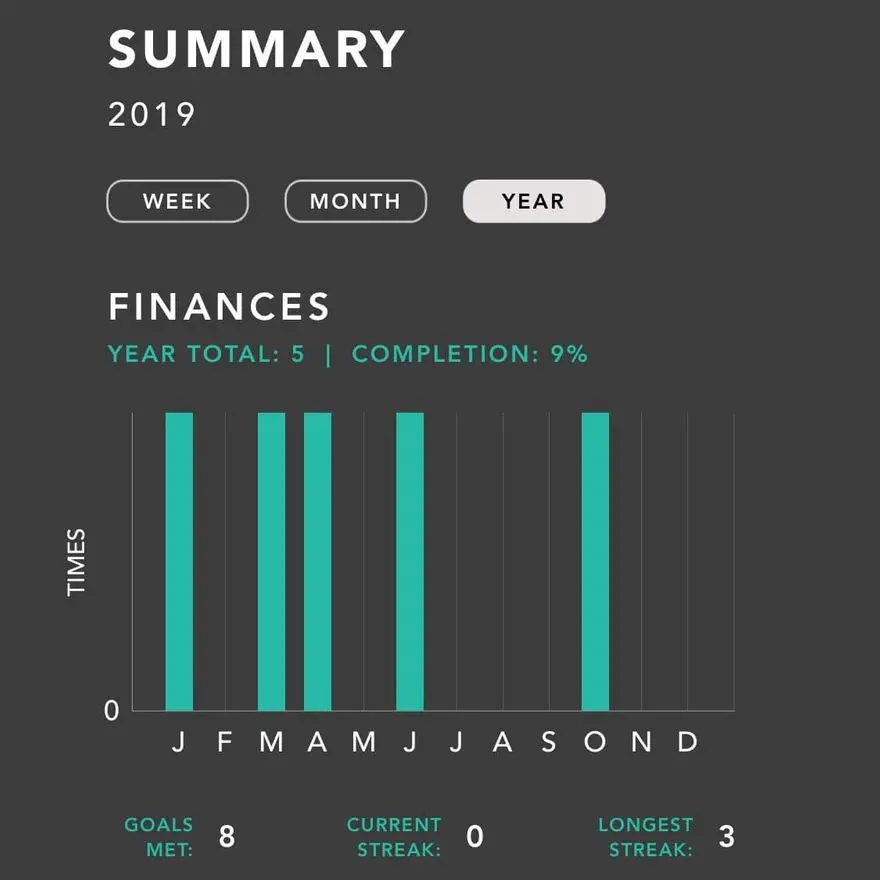 SUMMARY
2019
WEEK MONTH YEAR
FINANCES
YEAR TOTAL: 5 | COMPLETION: 9%
TIMES
0
J F M A M J J A S O N D
GOALS MET: 8
CURRENT STREAK: 0
LONGEST STREAK: 3